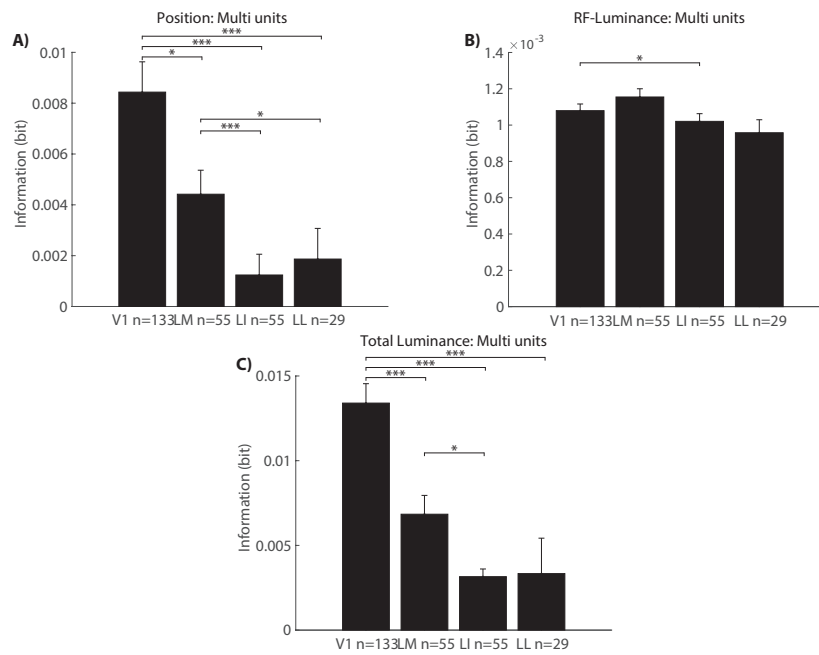 Position: Multi units
A)
***
***
*
*
***
0.01
0.008
0.006
0.004
0.002
0
Information (bit)
V1 n=133 LM n=55 LI n=55 LL n=29
RF-Luminance: Multi units
B)
×10⁻³
*
1.4
1.2
1
0.8
0.6
0.4
0.2
0
Information (bit)
V1 n=133 LM n=55 LI n=55 LL n=29
Total Luminance: Multi units
C)
***
***
***
*
0.015
0.01
0.005
0
Information (bit)
V1 n=133 LM n=55 LI n=55 LL n=29